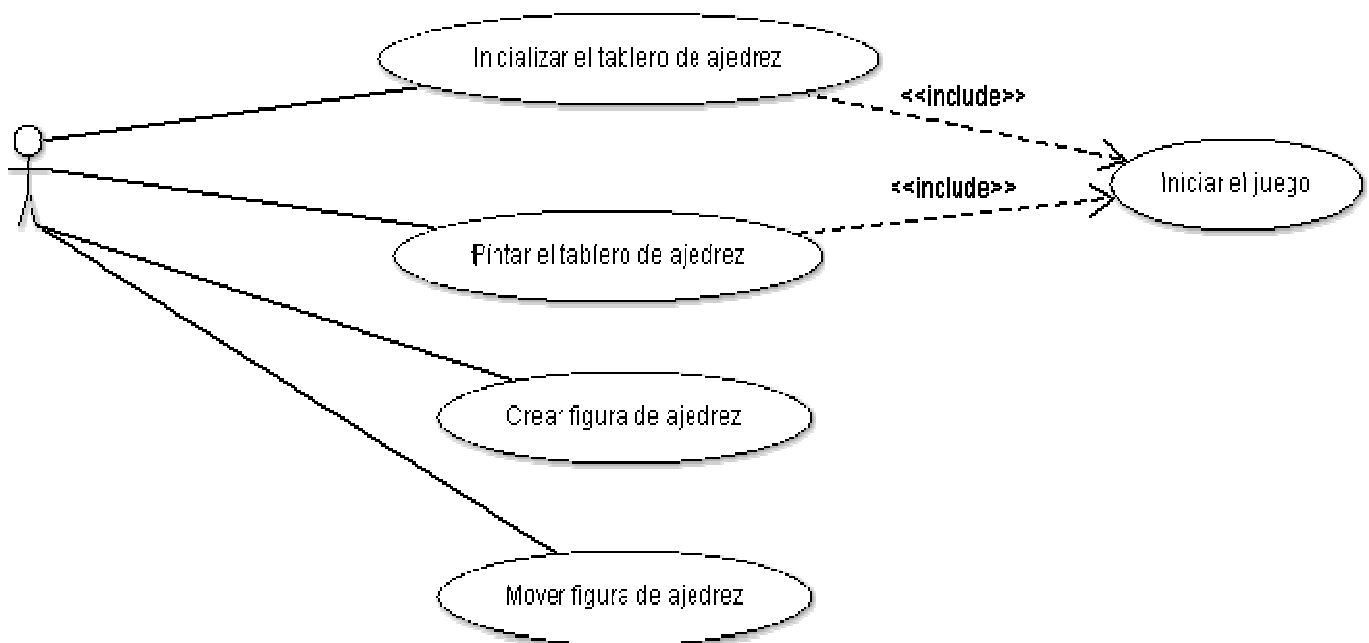 Inicializar el tablero de ajedrez
<<include>>
Iniciar el juego
<<include>>
Pintar el tablero de ajedrez
Crear figura de ajedrez
Mover figura de ajedrez